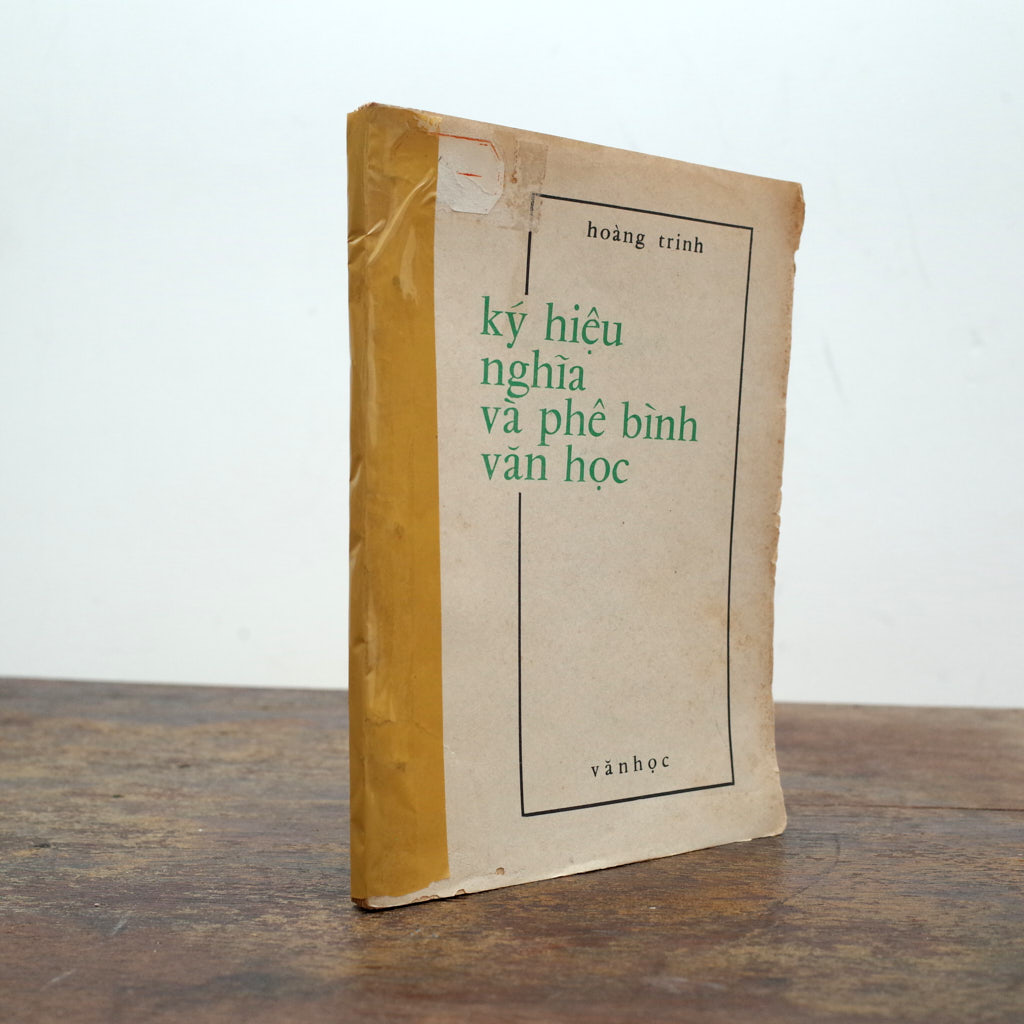 hoàng trinh
ký hiệu
nghĩa
và phê bình
văn học
vănhọc